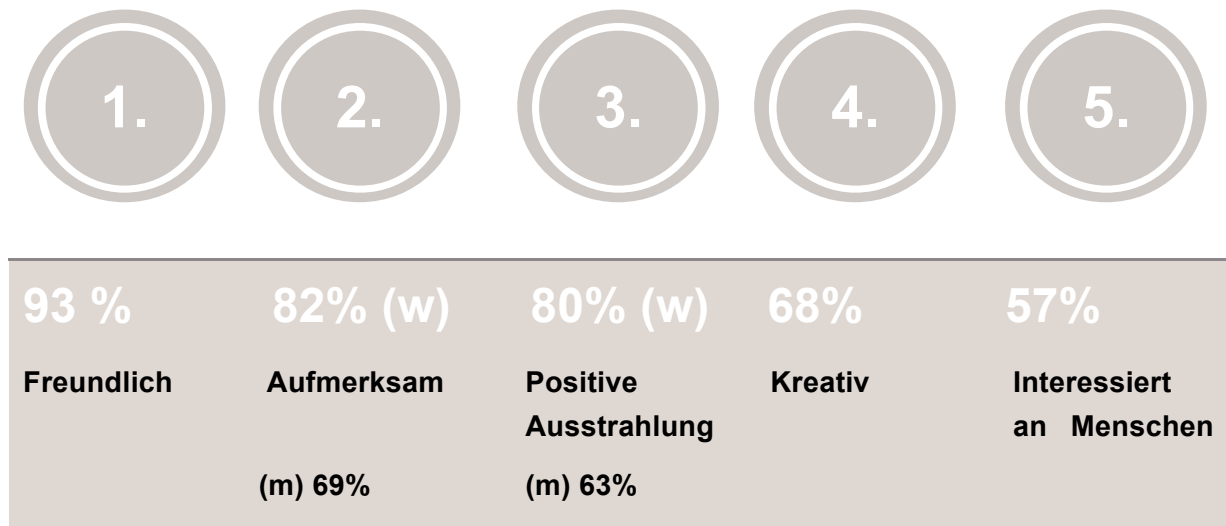 1. 2. 3. 4. 5.
93 % 82% (w) 80% (w) 68% 57%
Freundlich Aufmerksam Positive Kreativ Interessiert
Ausstrahlung an Menschen
(m) 69% (m) 63%